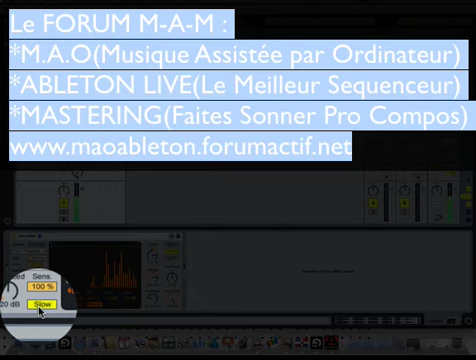 Le FORUM M-A-M :
*M.A.O(Musique Assistée par Ordinateur)
*ABLETON LIVE(Le Meilleur Sequenceur)
*MASTERING(Faites Sonner Pro Compos)
www.maoableton.forumactif.net
Sens.
100 %
20 dB
Slow